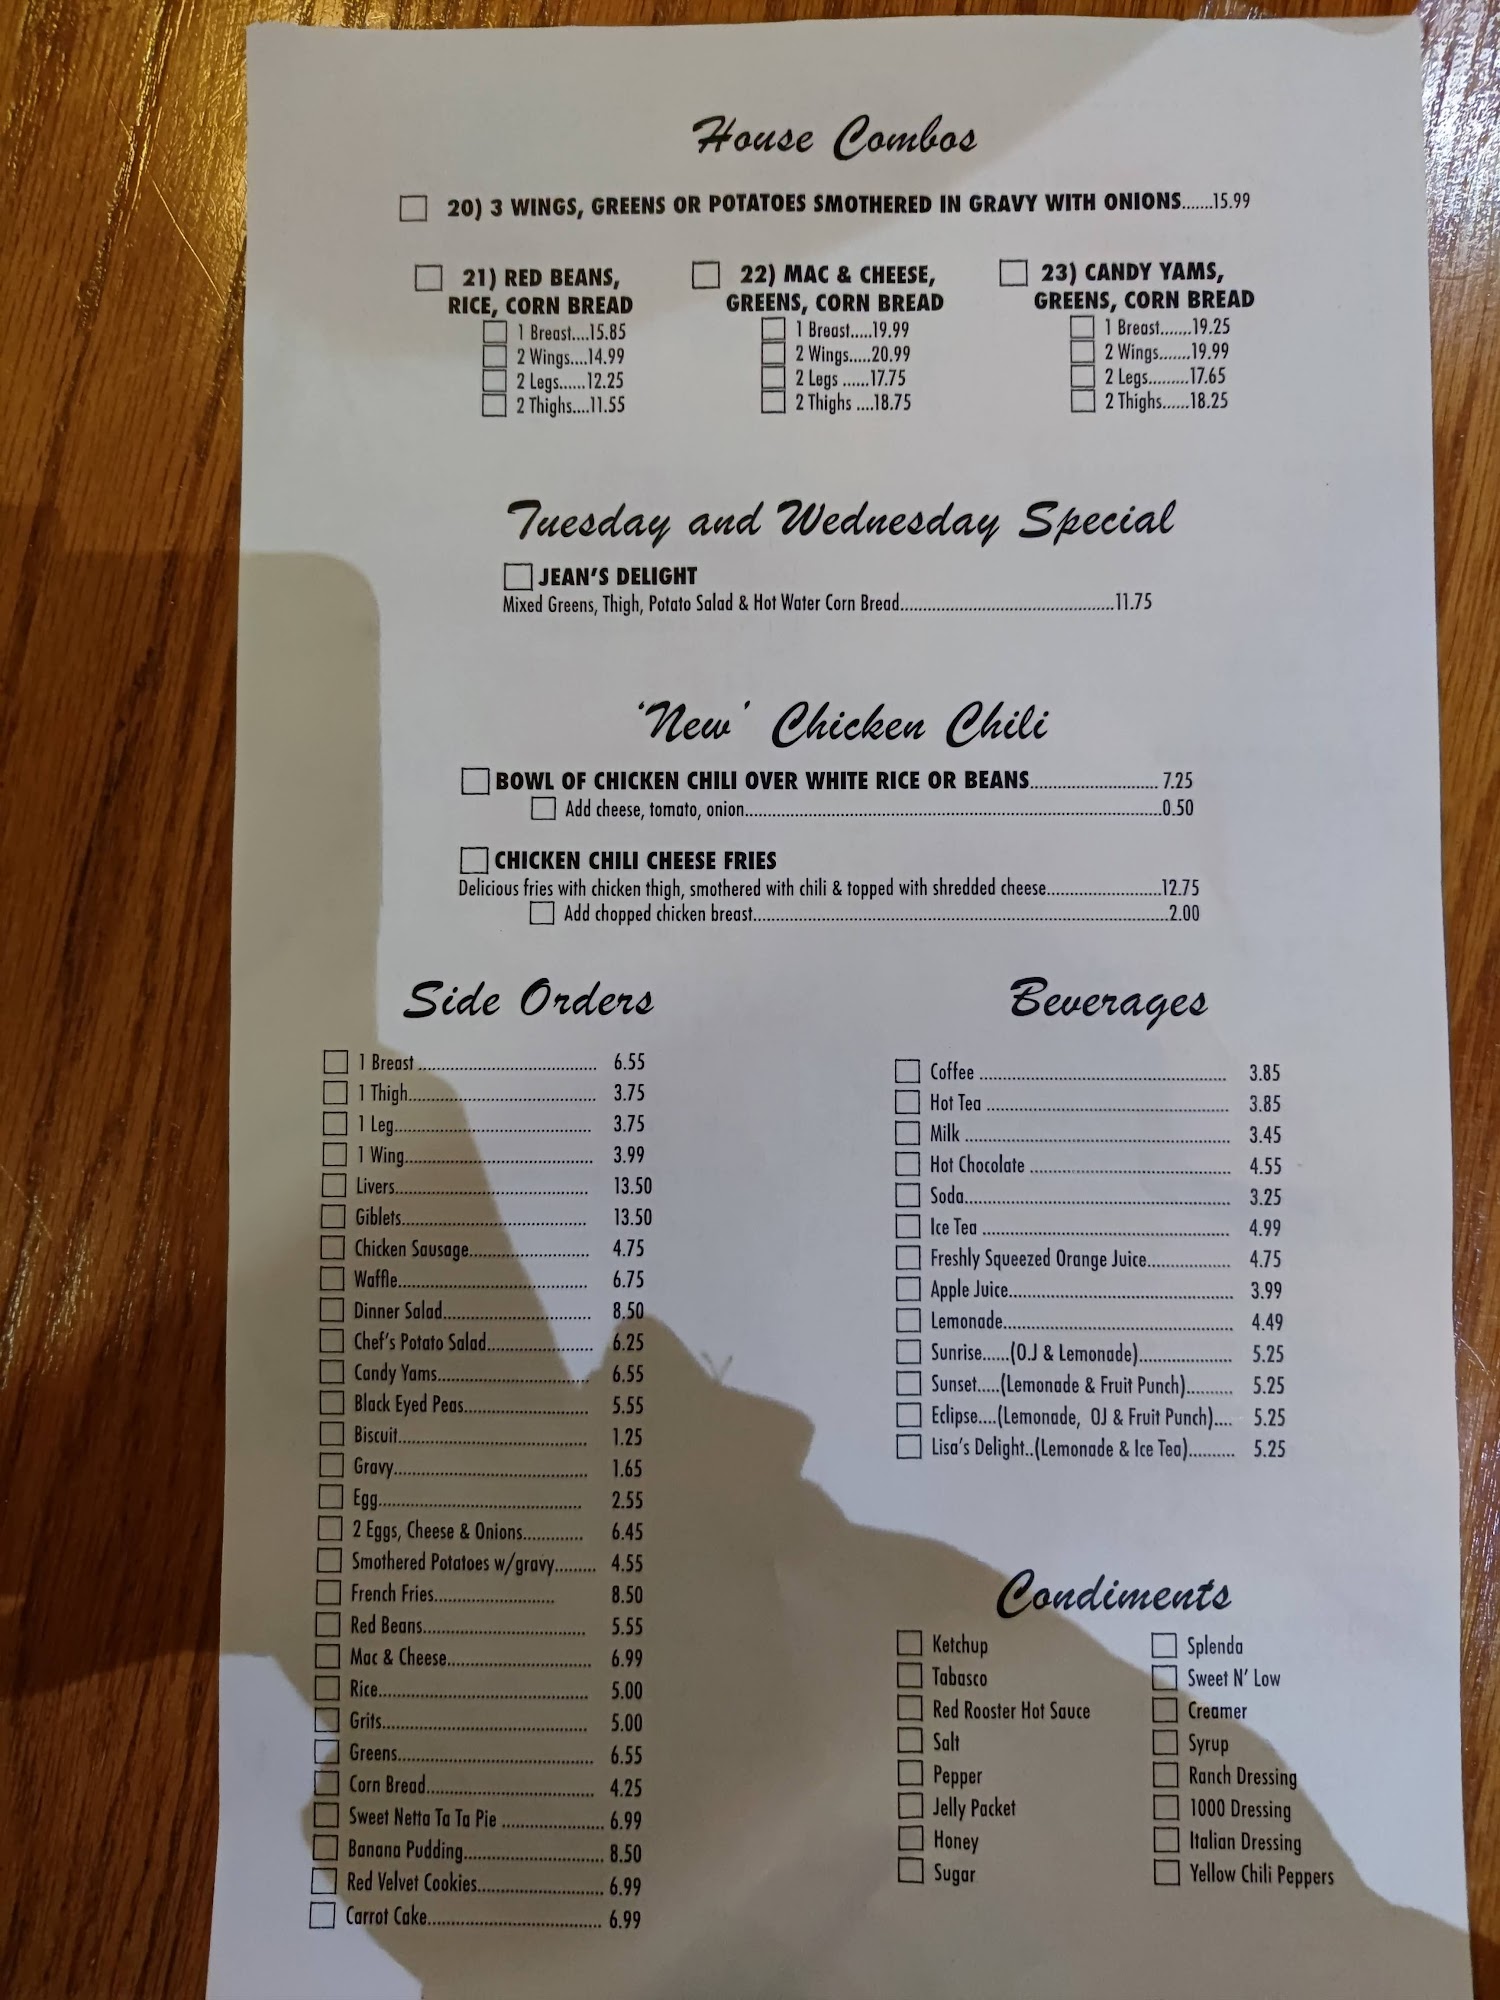 House Combos
20) 3 WINGS, GREENS OR POTATOES SMOTHERED IN GRAVY WITH ONIONS.......15.99
21) RED BEANS,
RICE, CORN BREAD
1 Breast....15.85
2 Wings....14.99
2 Legs......12.25
2 Thighs....11.55
22) MAC & CHEESE,
GREENS, CORN BREAD
1 Breast.....19.99
2 Wings.....20.99
2 Legs ......17.75
2 Thighs ....18.75
23) CANDY YAMS,
GREENS, CORN BREAD
1 Breast.......19.25
2 Wings.......19.99
2 Legs.........17.65
2 Thighs......18.25
Tuesday and Wednesday Special
JEAN'S DELIGHT
Mixed Greens, Thigh, Potato Salad & Hot Water Corn Bread...............................................11.75
'New' Chicken Chili
BOWL OF CHICKEN CHILI OVER WHITE RICE OR BEANS............................ 7.25
Add cheese, tomato, onion............................................................................................0.50
CHICKEN CHILI CHEESE FRIES
Delicious fries with chicken thigh, smothered with chili & topped with shredded cheese.........................12.75
Add chopped chicken breast............................................................................................2.00
Side Orders
1 Breast ........................................ 6.55
1 Thigh.......................................... 3.75
1 Leg............................................ 3.75
1 Wing.......................................... 3.99
Livers........................................... 13.50
Giblets......................................... 13.50
Chicken Sausage........................... 4.75
Waffle.......................................... 6.75
Dinner Salad................................. 8.50
Chef's Potato Salad........................ 6.25
Candy Yams.................................. 6.55
Black Eyed Peas............................ 5.55
Biscuit.......................................... 1.25
Gravy........................................... 1.65
Egg.............................................. 2.55
2 Eggs, Cheese & Onions............. 6.45
Smothered Potatoes w/gravy......... 4.55
French Fries........................... 8.50
Red Beans.................................... 5.55
Mac & Cheese................................ 6.99
Rice............................................... 5.00
Grits.............................................. 5.00
Greens........................................... 6.55
Corn Bread..................................... 4.25
Sweet Netta Ta Ta Pie ....................... 6.99
Banana Pudding............................... 8.50
Red Velvet Cookies............................ 6.99
Carrot Cake....................................... 6.99
Beverages
Coffee ....................................................... 3.85
Hot Tea ...................................................... 3.85
Milk ........................................................... 3.45
Hot Chocolate ............................................. 4.55
Soda........................................................... 3.25
Ice Tea ....................................................... 4.99
Freshly Squeezed Orange Juice.................. 4.75
Apple Juice.................................................. 3.99
Lemonade................................................... 4.49
Sunrise......(O.J & Lemonade)..................... 5.25
Sunset.....(Lemonade & Fruit Punch).......... 5.25
Eclipse....(Lemonade, OJ & Fruit Punch).... 5.25
Lisa's Delight..(Lemonade & Ice Tea).......... 5.25
Condiments
Ketchup
Tabasco
Red Rooster Hot Sauce
Salt
Pepper
Jelly Packet
Honey
Sugar
Splenda
Sweet N' Low
Creamer
Syrup
Ranch Dressing
1000 Dressing
Italian Dressing
Yellow Chili Peppers